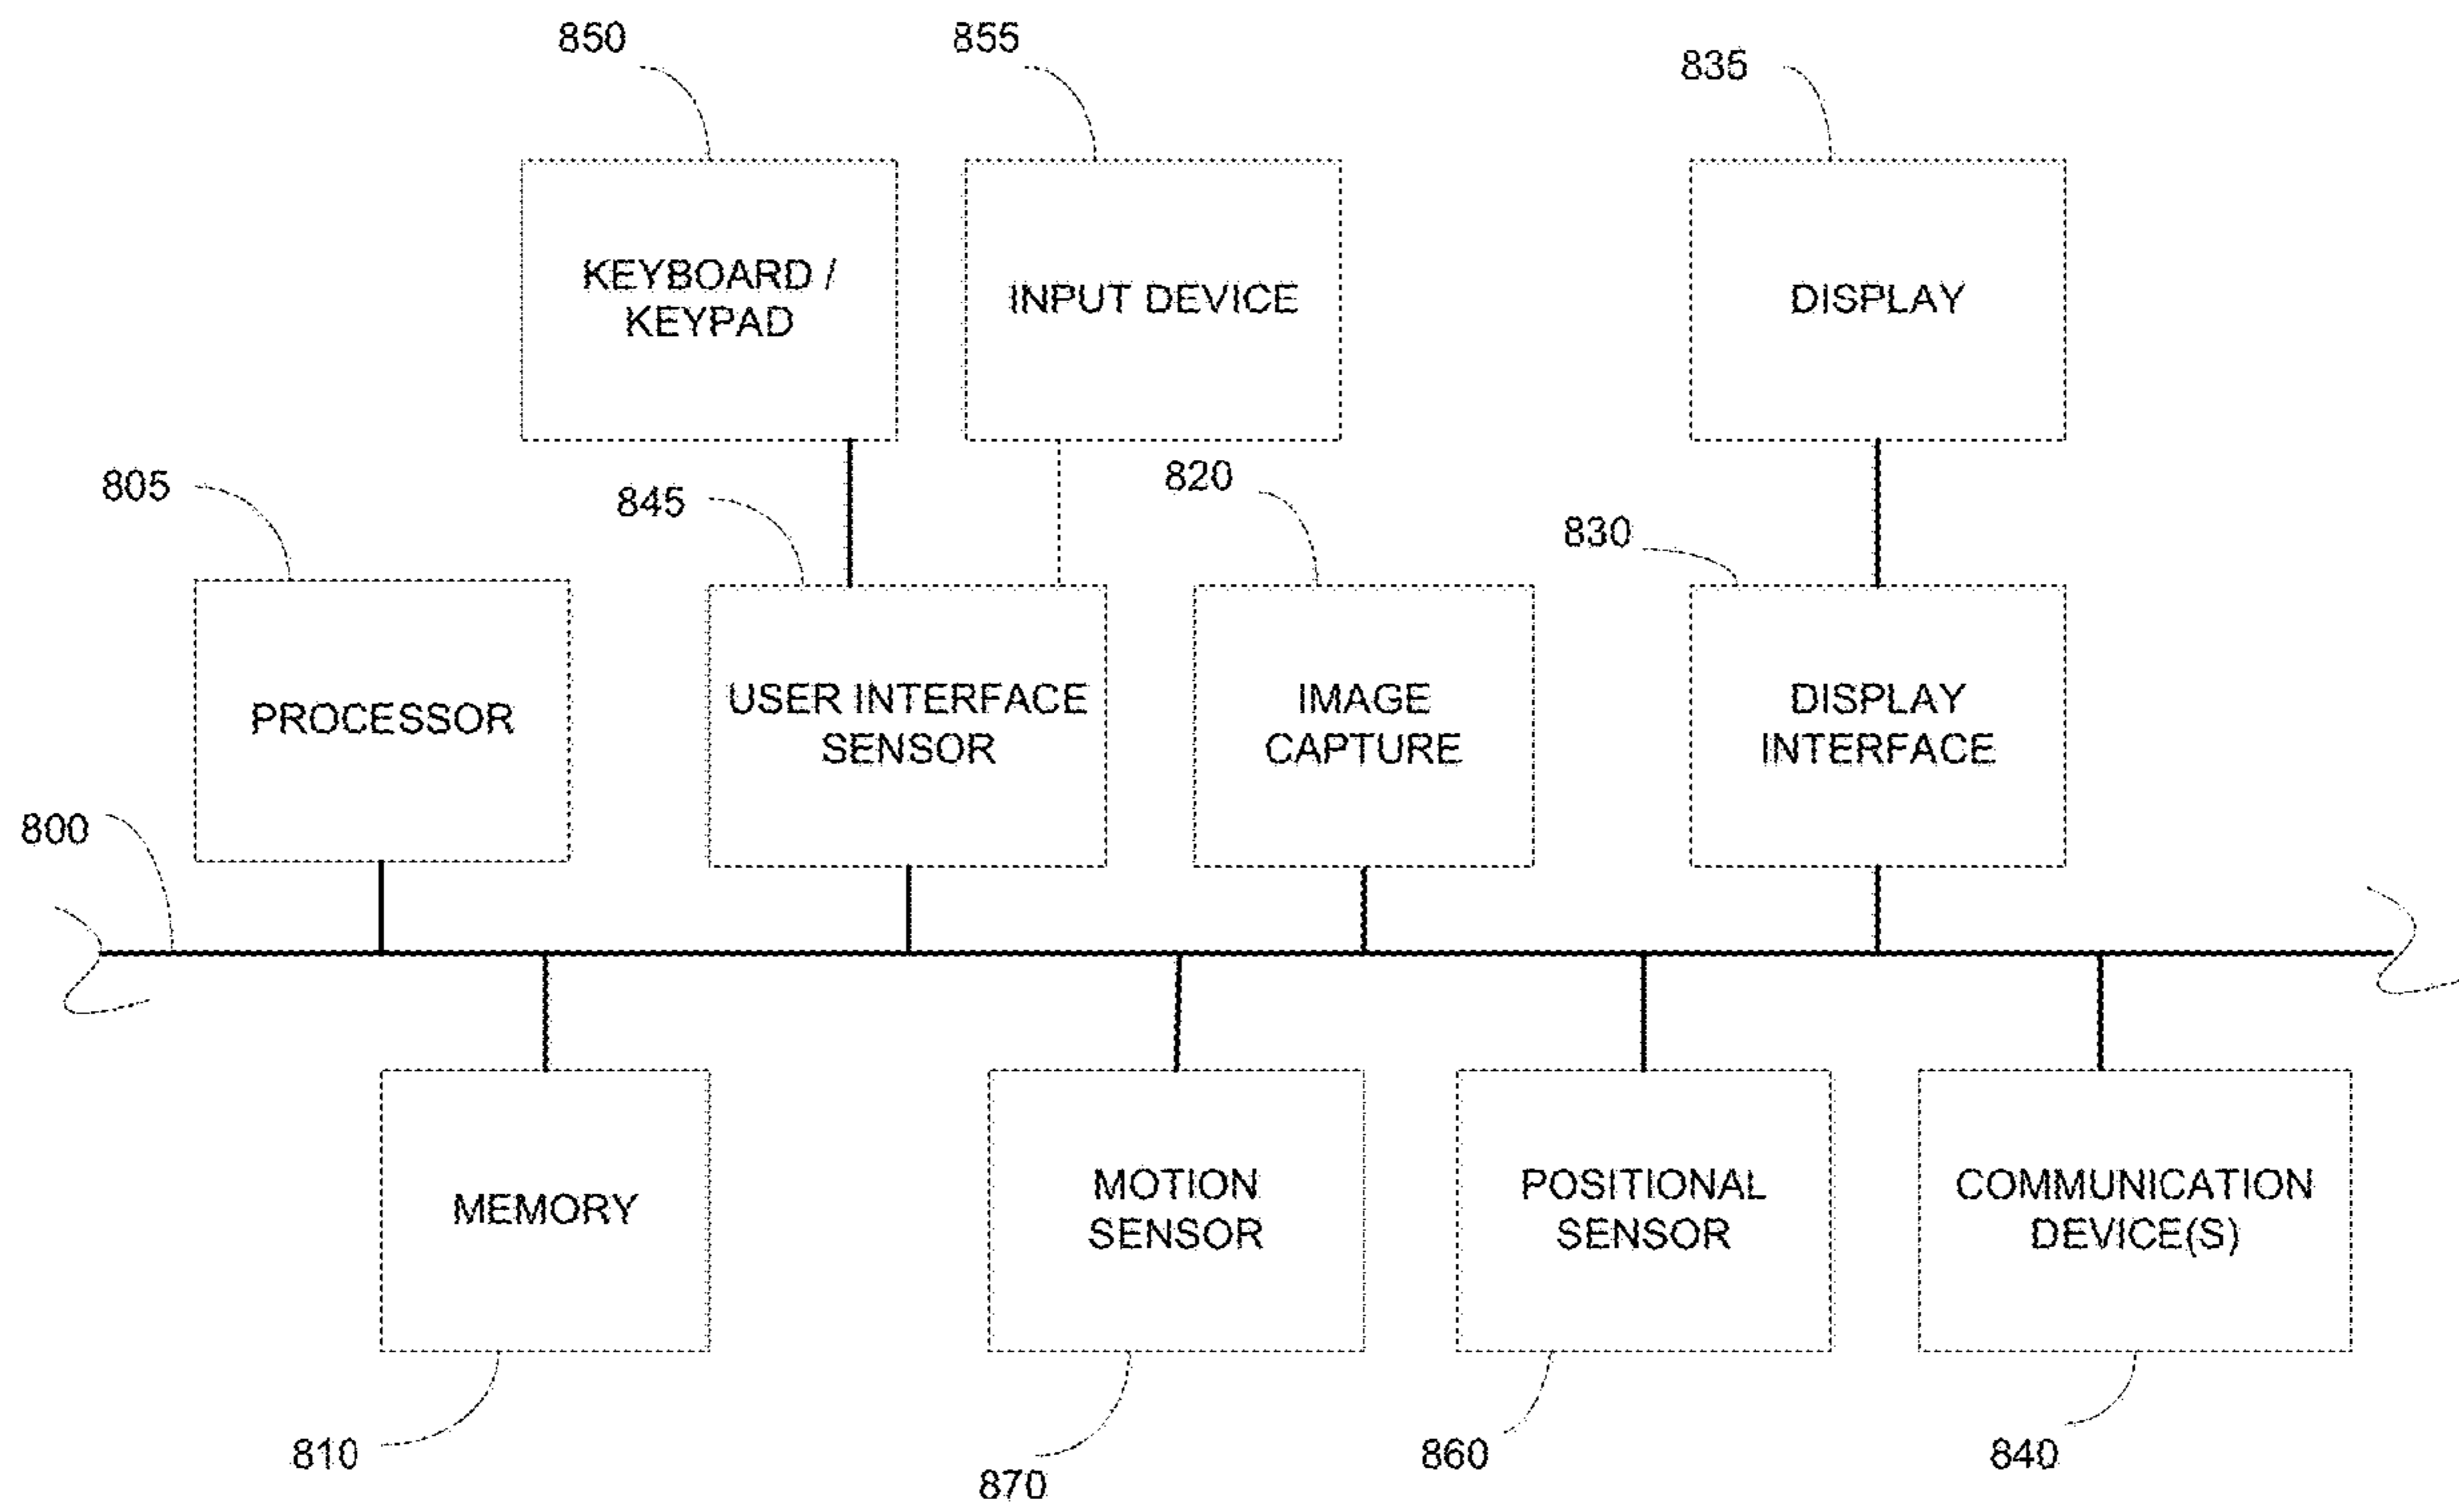 850
855
835
KEYBOARD /
KEYPAD
INPUT DEVICE
DISPLAY
805
845
820
830
PROCESSOR
USER INTERFACE
SENSOR
IMAGE
CAPTURE
DISPLAY
INTERFACE
800
MEMORY
MOTION
SENSOR
POSITIONAL
SENSOR
COMMUNICATION
DEVICE(S)
810
870
860
840